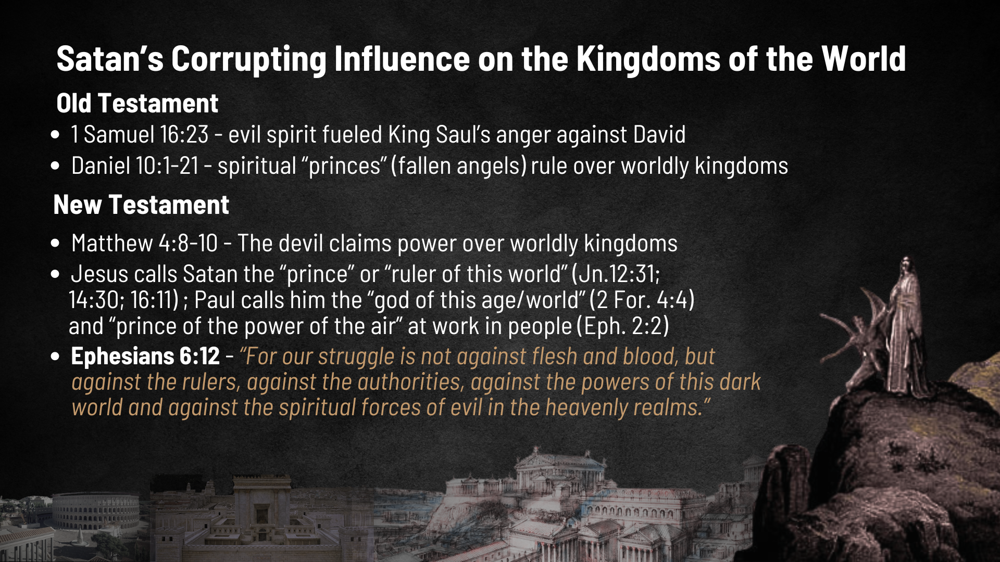 Satan’s Corrupting Influence on the Kingdoms of the World
Old Testament
• 1 Samuel 16:23 - evil spirit fueled King Saul’s anger against David
• Daniel 10:1-21 - spiritual “princes” (fallen angels) rule over worldly kingdoms
New Testament
• Matthew 4:8-10 - The devil claims power over worldly kingdoms
• Jesus calls Satan the “prince” or “ruler of this world” (Jn.12:31;
14:30; 16:11) ; Paul calls him the “god of this age/world” (2 For. 4:4)
and “prince of the power of the air” at work in people (Eph. 2:2)
• Ephesians 6:12 - “For our struggle is not against flesh and blood, but
against the rulers, against the authorities, against the powers of this dark
world and against the spiritual forces of evil in the heavenly realms.”